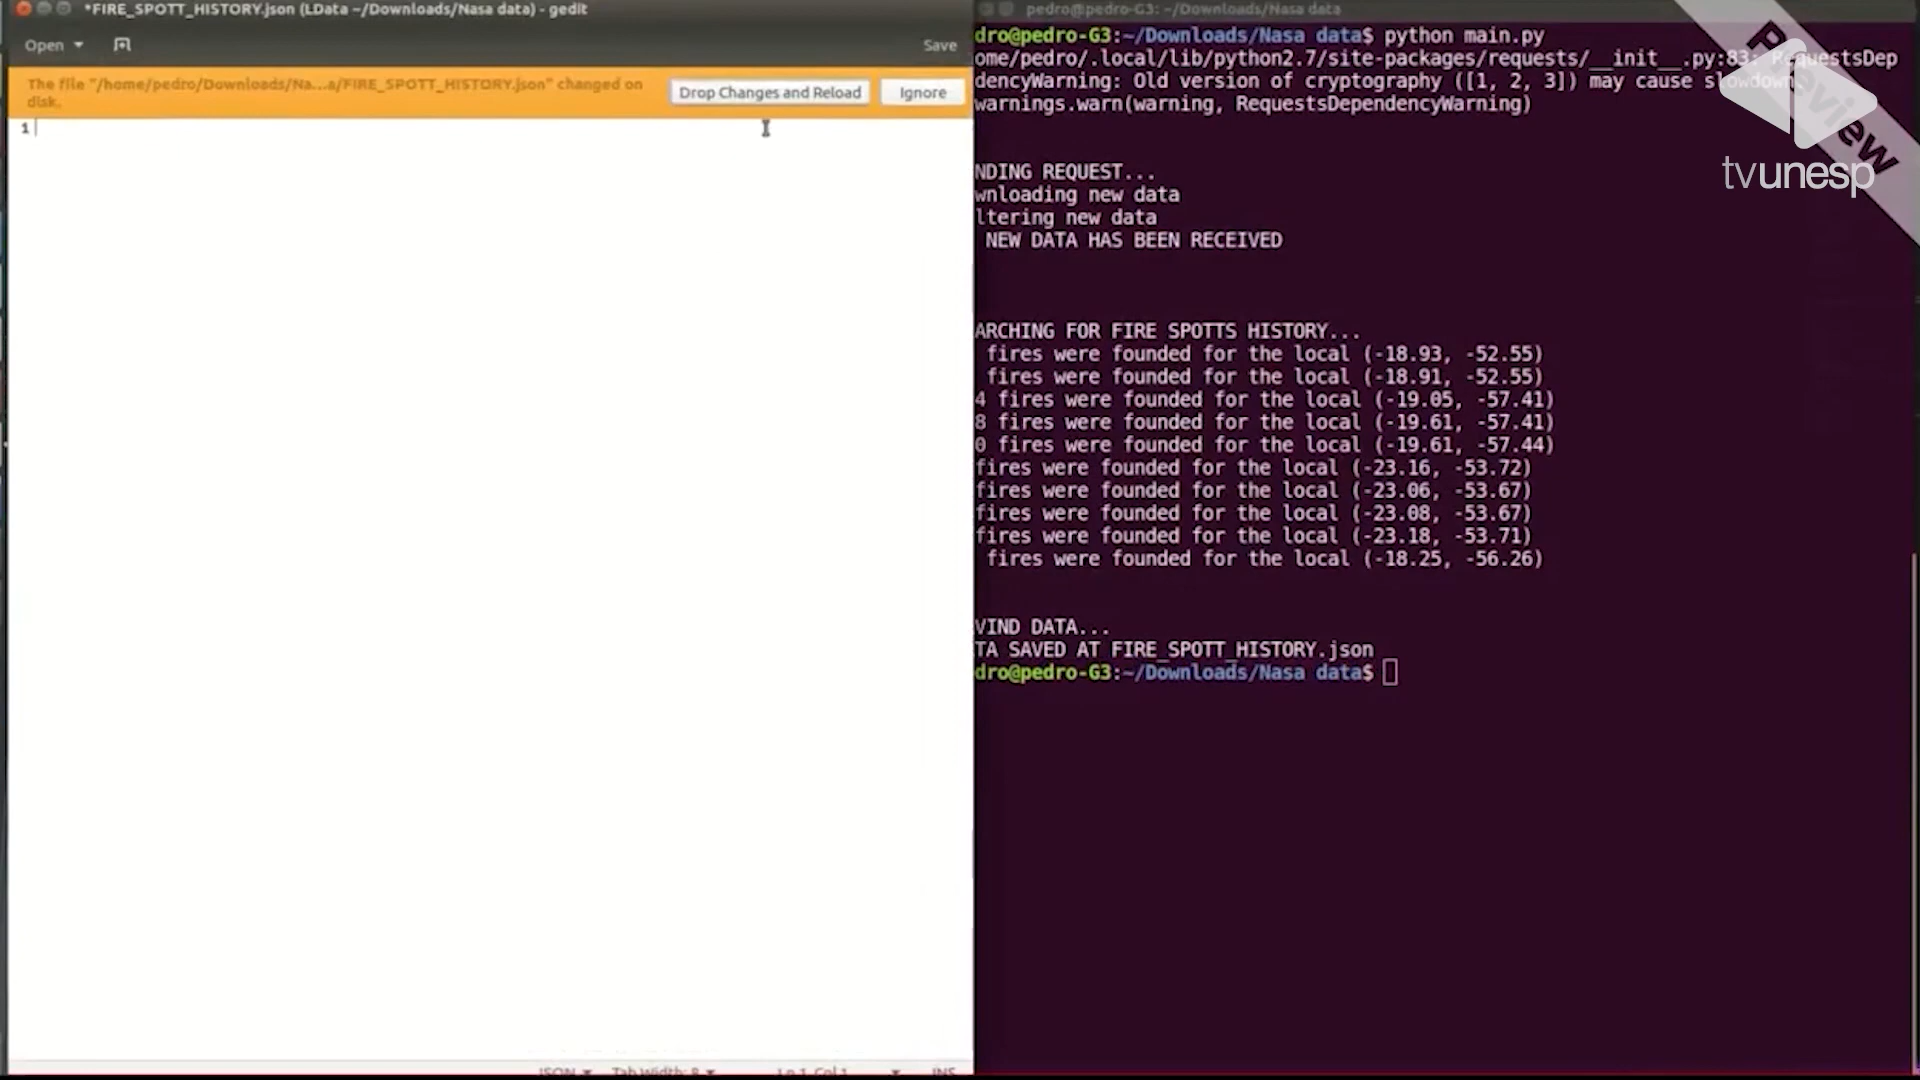 *FIRE_SPOTT_HISTORY.json (LData ~/Downloads/Nasa data) - gedit
Open
Save
The file "/home/pedro/Downloads/Na...a/FIRE_SPOTT_HISTORY.json" changed on
disk.
Drop Changes and Reload
Ignore
1
JSON Tab Width: 8 Ln 1, Col 1 INS
pedro@pedro-G3: ~/Downloads/Nasa data
dro@pedro-G3:~/Downloads/Nasa data$ python main.py
ome/pedro/.local/lib/python2.7/site-packages/requests/__init__.py:83: RequestsDep
dencyWarning: Old version of cryptography ([1, 2, 3]) may cause slowdown.
warnings.warn(warning, RequestsDependencyWarning)
NDING REQUEST...
wnloading new data
ltering new data
NEW DATA HAS BEEN RECEIVED
ARCHING FOR FIRE SPOTTS HISTORY...
fires were founded for the local (-18.93, -52.55)
fires were founded for the local (-18.91, -52.55)
4 fires were founded for the local (-19.05, -57.41)
8 fires were founded for the local (-19.61, -57.41)
0 fires were founded for the local (-19.61, -57.44)
fires were founded for the local (-23.16, -53.72)
fires were founded for the local (-23.06, -53.67)
fires were founded for the local (-23.08, -53.67)
fires were founded for the local (-23.18, -53.71)
fires were founded for the local (-18.25, -56.26)
VIND DATA...
TA SAVED AT FIRE_SPOTT_HISTORY.json
dro@pedro-G3:~/Downloads/Nasa data$
Preview
tvunesp